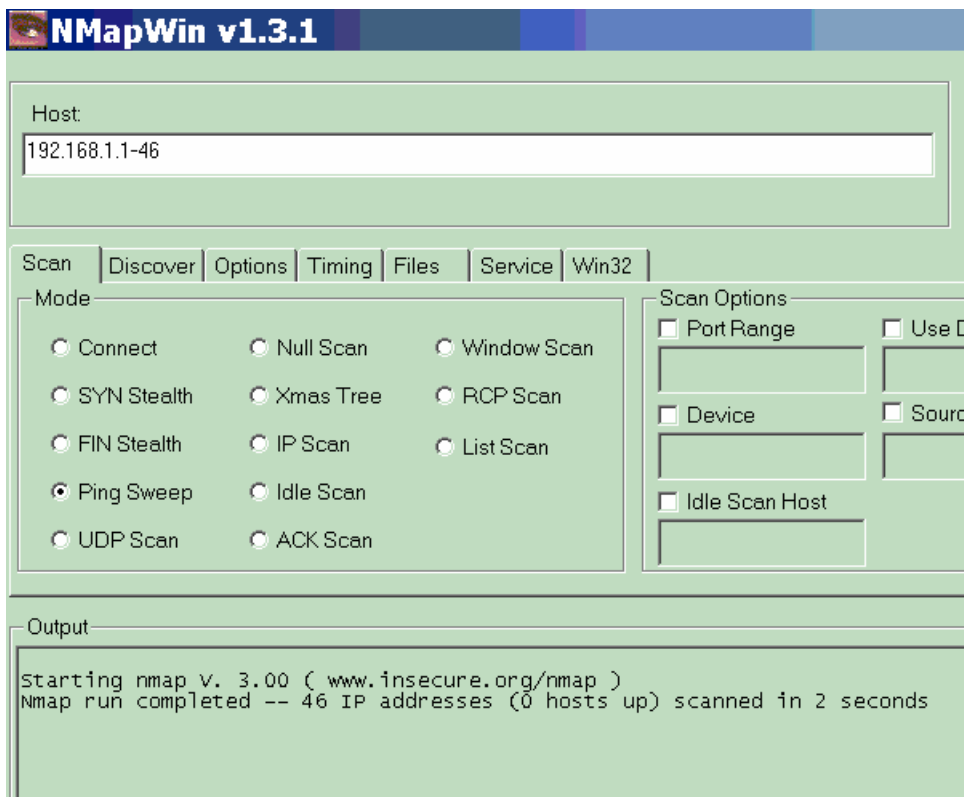 NMapWin v1.3.1
Host:
192.168.1.1-46
Scan Discover Options Timing Files Service Win32
Mode
Connect Null Scan Window Scan
SYN Stealth Xmas Tree RCP Scan
FIN Stealth IP Scan List Scan
Ping Sweep Idle Scan
UDP Scan ACK Scan
Scan Options
Port Range Use
Device
Idle Scan Host
Output
Starting nmap V. 3.00 ( www.insecure.org/nmap )
Nmap run completed -- 46 IP addresses (0 hosts up) scanned in 2 seconds